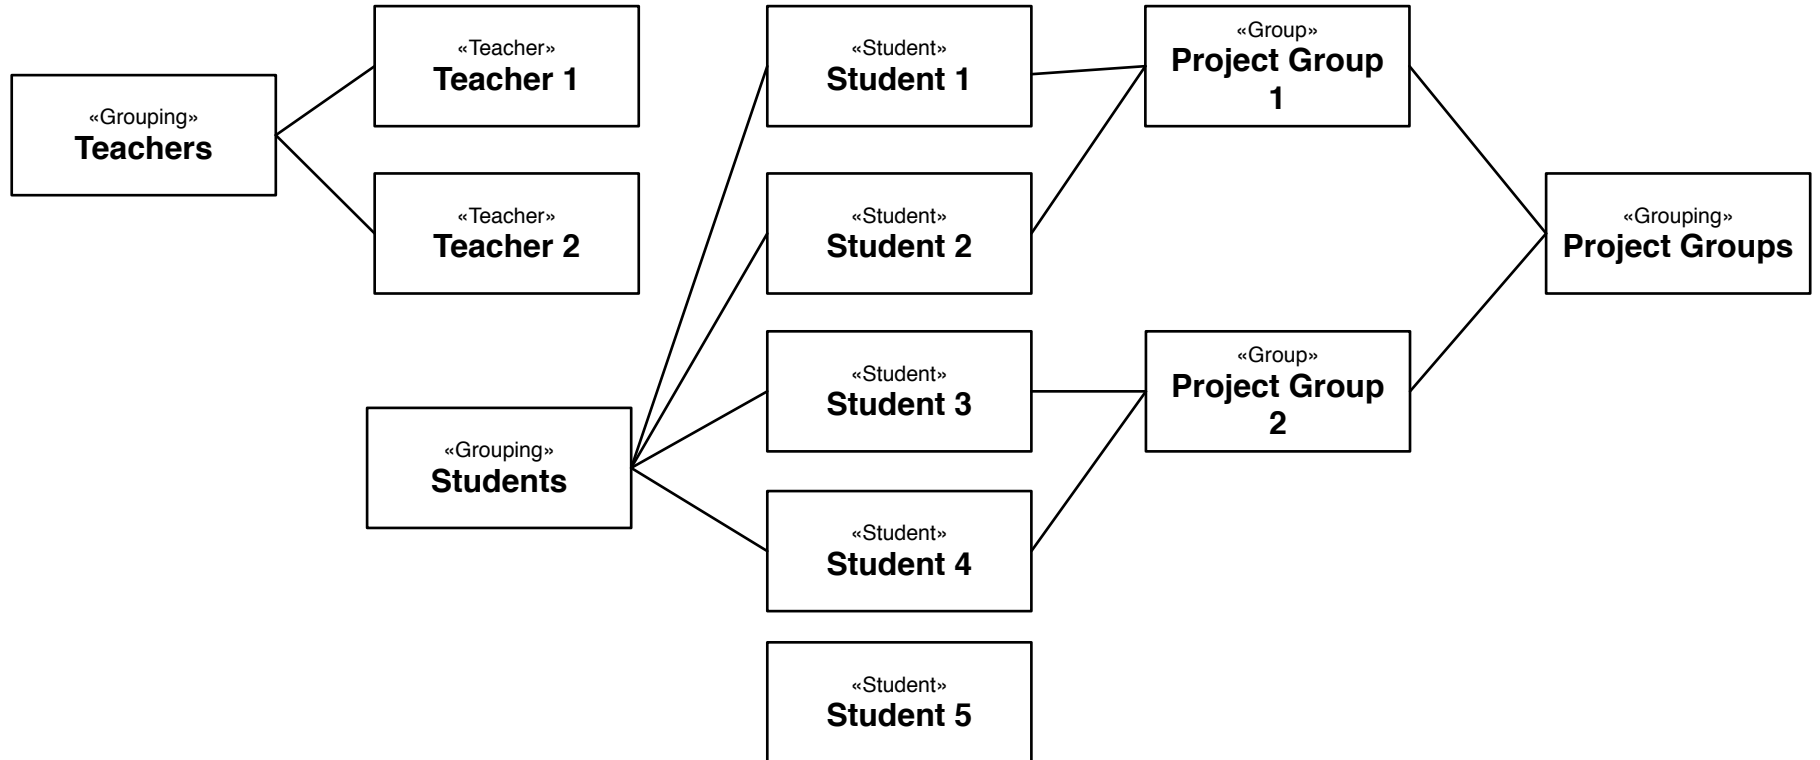 «Grouping»
Teachers
«Teacher»
Teacher 1
«Teacher»
Teacher 2
«Grouping»
Students
«Student»
Student 1
«Student»
Student 2
«Student»
Student 3
«Student»
Student 4
«Student»
Student 5
«Group»
Project Group
1
«Group»
Project Group
2
«Grouping»
Project Groups